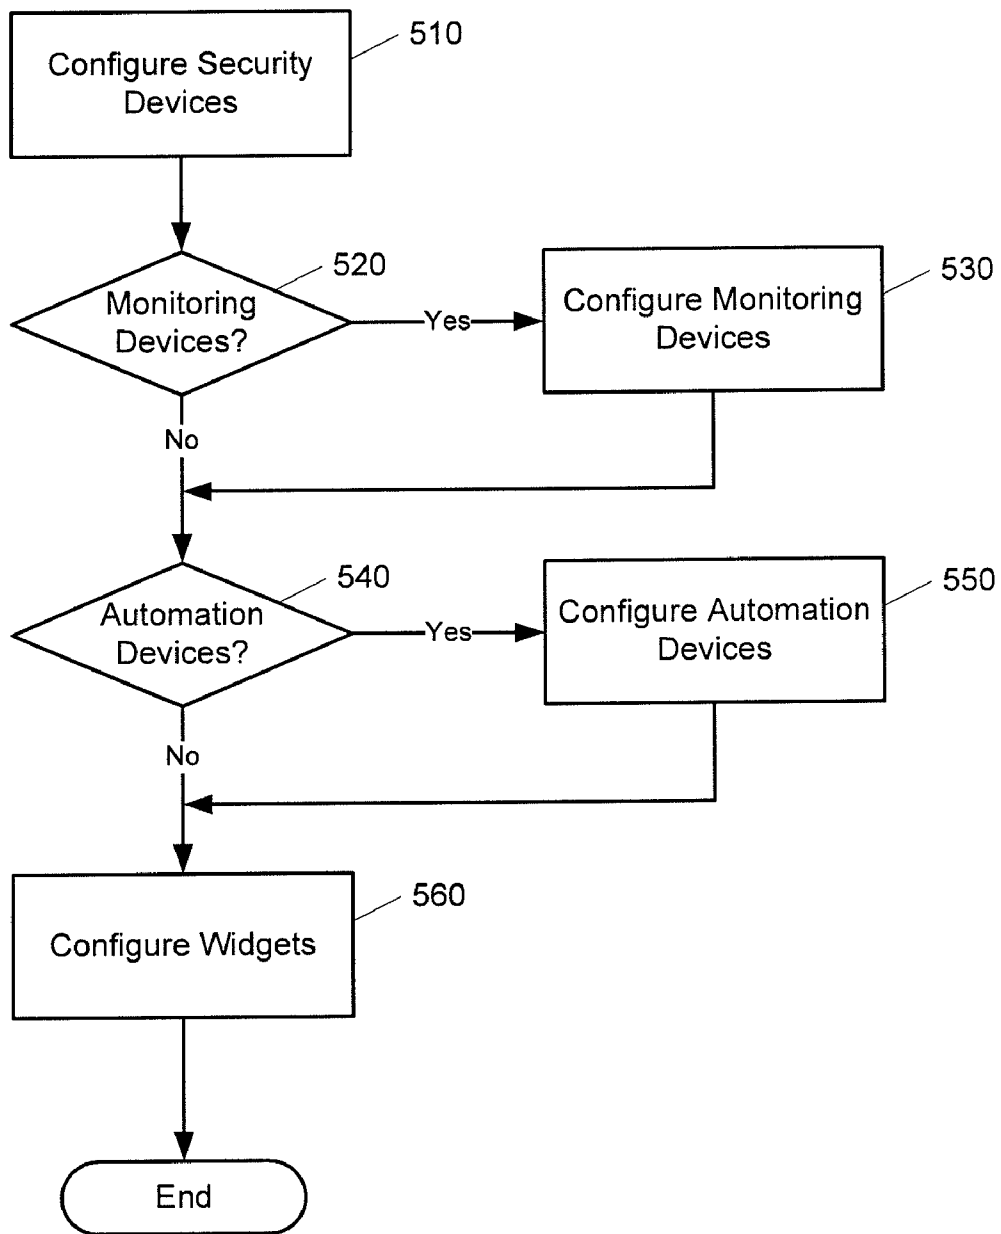 510
Configure Security
Devices
520
Monitoring
Devices?
Yes
530
Configure Monitoring
Devices
No
540
Automation
Devices?
Yes
550
Configure Automation
Devices
No
560
Configure Widgets
End